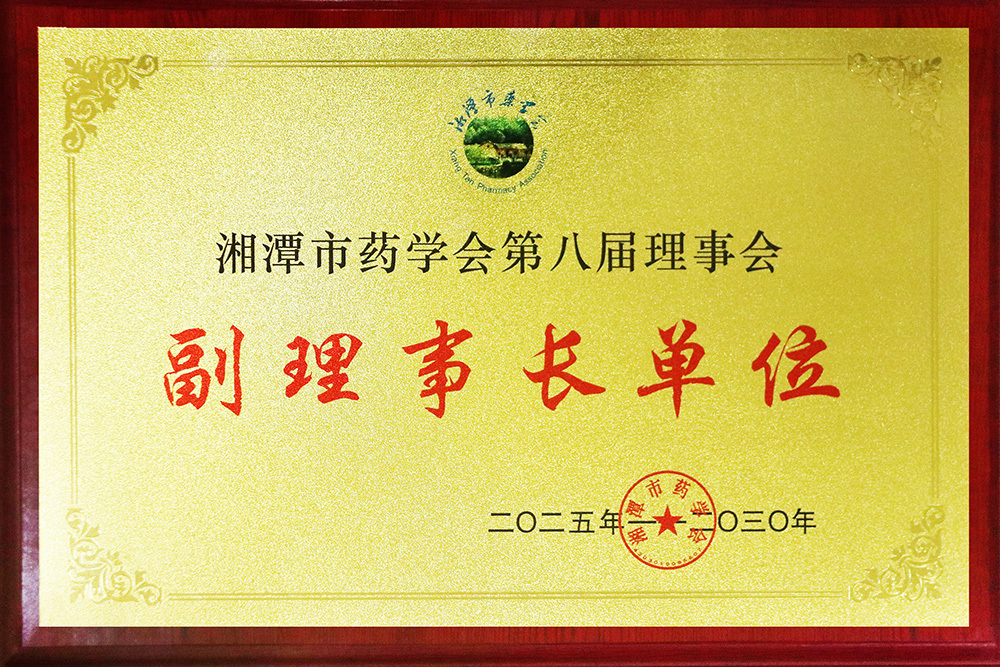 湘潭市药学会
Xiang Tan Pharmacy Association
湘潭市药学会第八届理事会
副理事长单位
二〇二五年——二〇三〇年
湘潭市药学会